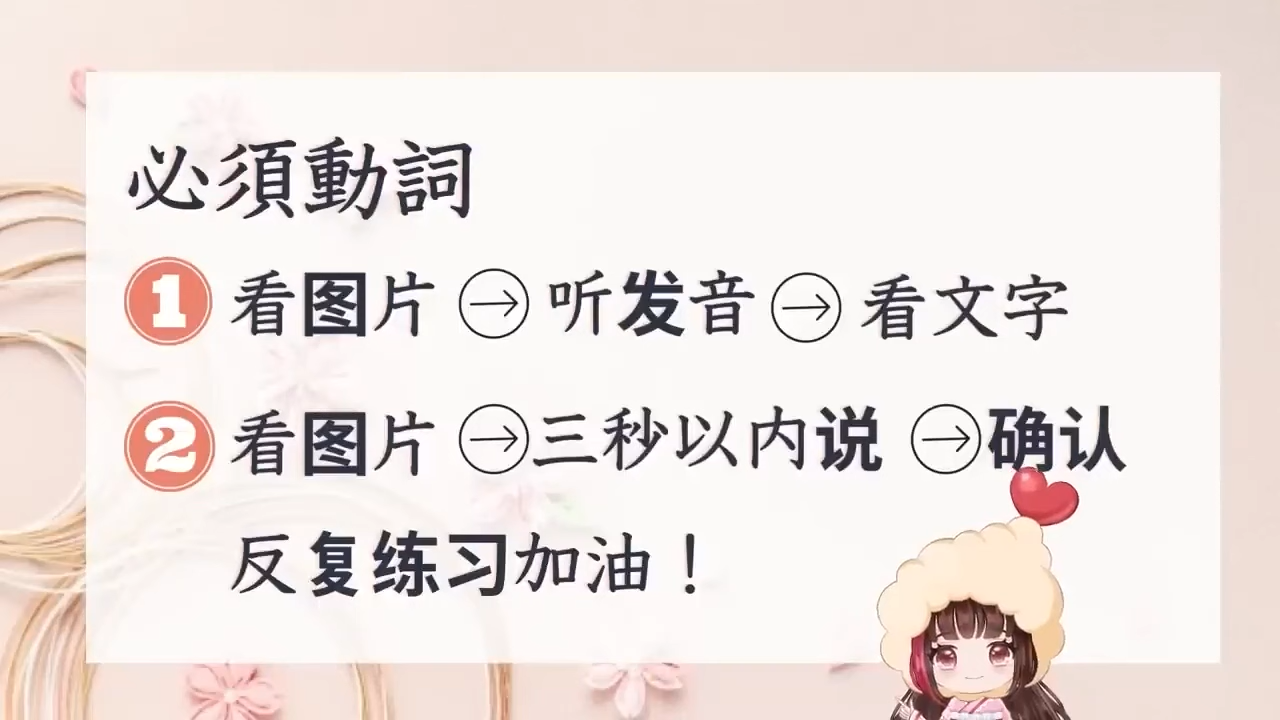 必須動詞
1 看图片 → 听发音 → 看文字
2 看图片 → 三秒以内说 → 确认
反复练习加油！